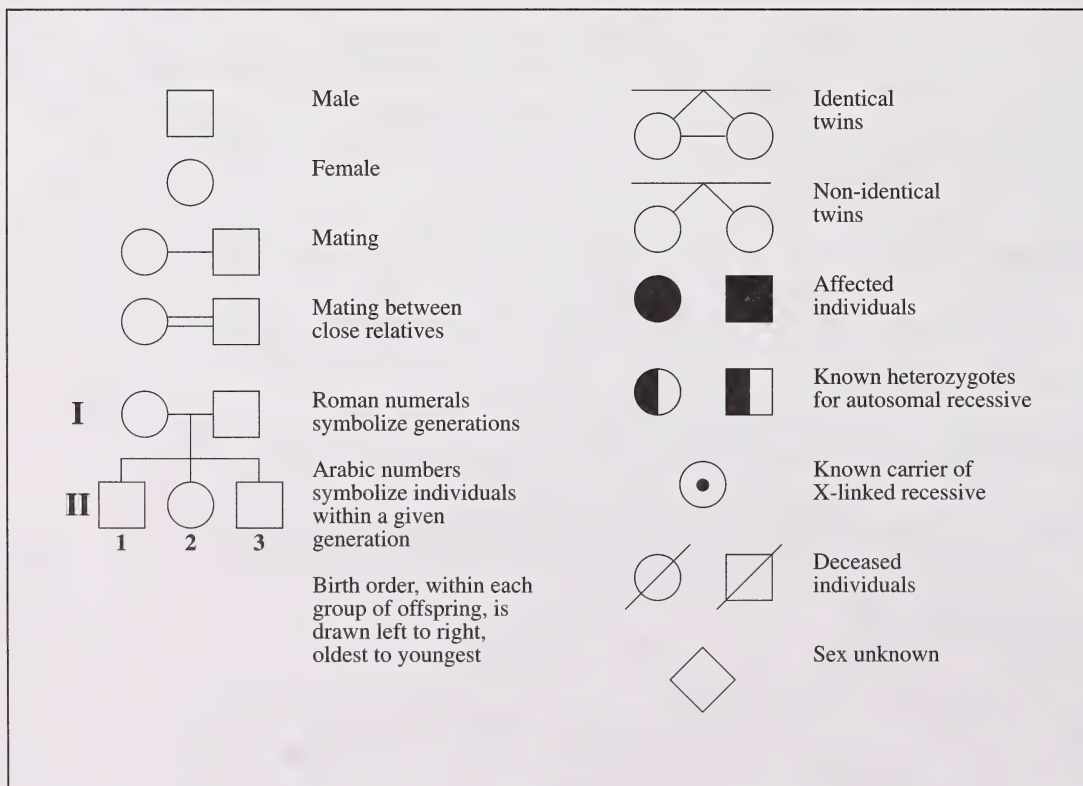 Male
Female
Mating
Mating between
close relatives
I
Roman numerals
symbolize generations
II
1 2 3
Arabic numbers
symbolize individuals
within a given
generation
Birth order, within each
group of offspring, is
drawn left to right,
oldest to youngest
Identical
twins
Non-identical
twins
Affected
individuals
Known heterozygotes
for autosomal recessive
Known carrier of
X-linked recessive
Deceased
individuals
Sex unknown